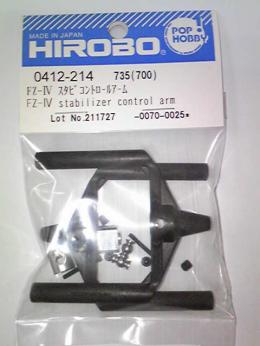 MADE IN JAPAN
HIROBO
POP
HOBBY
0412-214 735(700)
FZ-Ⅳ スタビコントロールアーム
FZ-Ⅳ stabilizer control arm
Lot No.211727 -0070-0025*